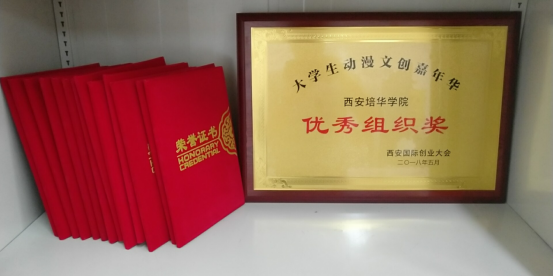 荣誉证书
HONORARY
CREDENTIAL
大学生动漫文创嘉年华
西安培华学院
优秀组织奖
西安国际创业大会
二〇一八年五月